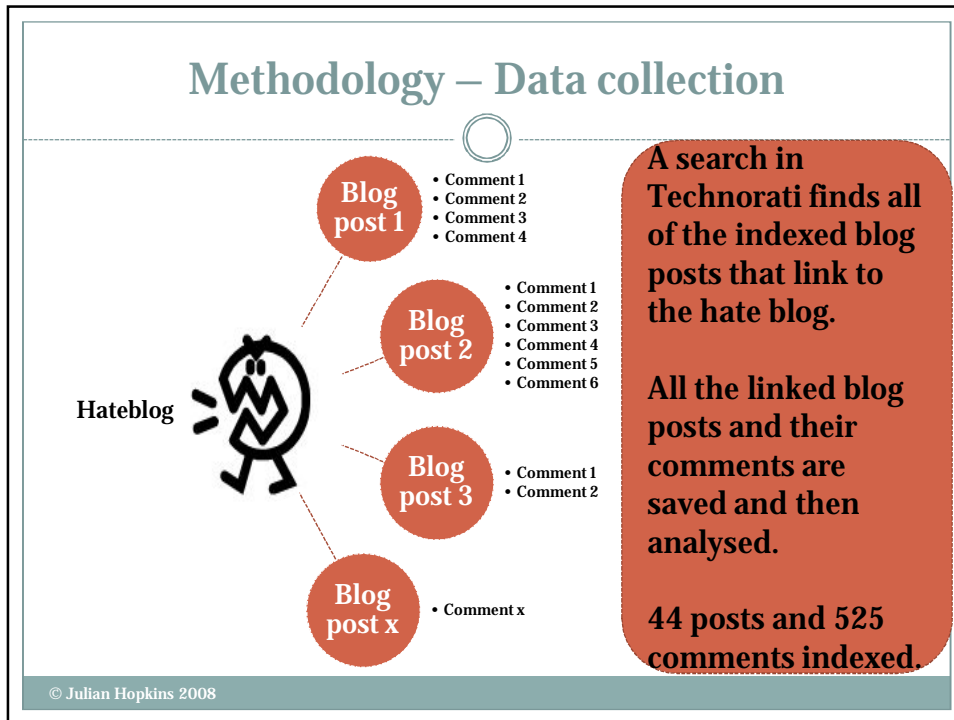 Methodology – Data collection
Blog
post 1
• Comment 1
• Comment 2
• Comment 3
• Comment 4
Blog
post 2
• Comment 1
• Comment 2
• Comment 3
• Comment 4
• Comment 5
• Comment 6
Hateblog
Blog
post 3
• Comment 1
• Comment 2
Blog
post x
• Comment x
A search in
Technorati finds all
of the indexed blog
posts that link to
the hate blog.
All the linked blog
posts and their
comments are
saved and then
analysed.
44 posts and 525
comments indexed.
© Julian Hopkins 2008